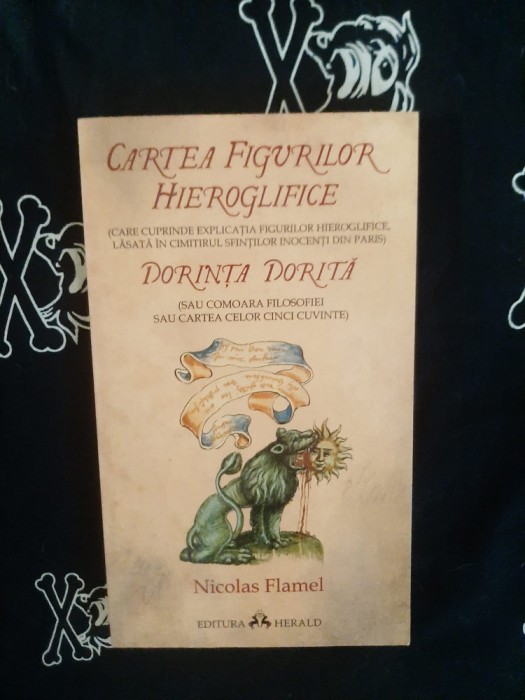 CARTEA FIGURILOR
HIEROGLIFICE
(CARE CUPRINDE EXPLICAȚIA FIGURILOR HIEROGLIFICE,
LĂSATĂ ÎN CIMITIRUL SFINȚILOR INOCENȚI DIN PARIS)
DORINȚA DORITĂ
(SAU COMOARA FILOSOFIEI
SAU CARTEA CELOR CINCI CUVINTE)
Nicolas Flamel
EDITURA HERALD